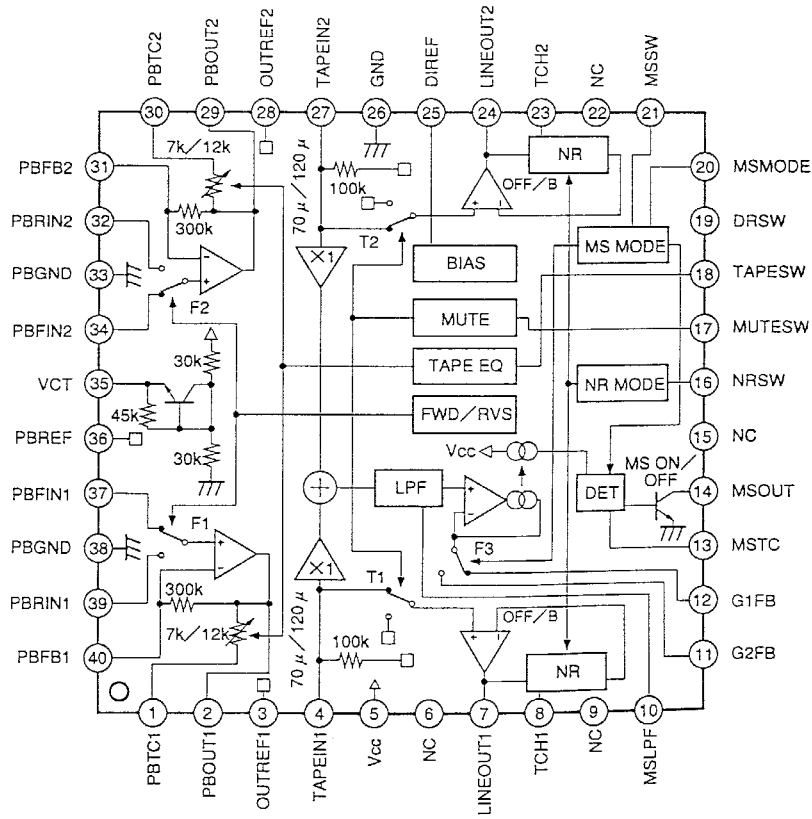 PBTC2
PBOUT2
OUTREF2
TAPEIN2
GND
DIREF
LINEOUT2
TCH2
NC
MSSW
30
29
28
27
26
25
24
23
22
21
PBFB2
31
PBRIN2
32
PBGND
33
PBFIN2
34
VCT
35
PBREF
36
PBFIN1
37
PBGND
38
PBRIN1
39
PBFB1
40
20
MSMODE
19
DRSW
18
TAPESW
17
MUTESW
16
NRSW
15
NC
14
MSOUT
13
MSTC
12
G1FB
11
G2FB
7k/12k
300k
-
+
F2
70μ/120μ
100k
T2
×1
OFF/B
+
-
NR
BIAS
MS MODE
MUTE
TAPE EQ
NR MODE
FWD/RVS
30k
45k
30k
Vcc
MS ON/
OFF
DET
+
LPF
+
-
F3
F1
+
-
300k
7k/12k
×1
70μ/120μ
T1
100k
OFF/B
+
-
NR
1
2
3
4
5
6
7
8
9
10
PBTC1
PBOUT1
OUTREF1
TAPEIN1
Vcc
NC
LINEOUT1
TCH1
NC
MSLPF